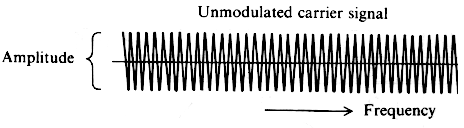 Unmodulated carrier signal
Amplitude
Frequency